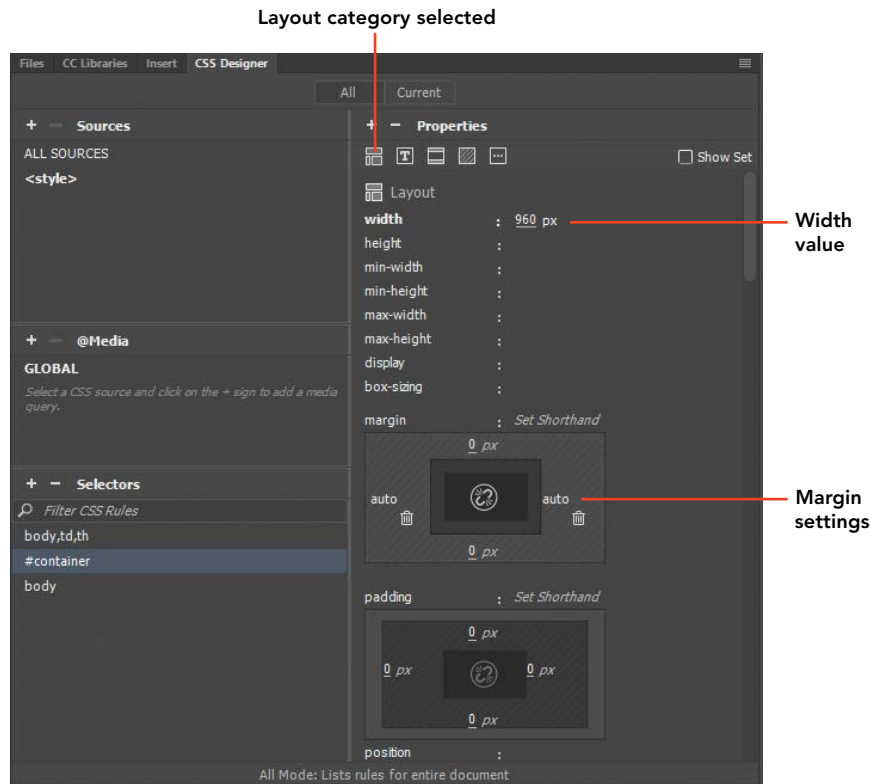 Layout category selected
Files CC Libraries Insert CSS Designer
All Current
+ − Sources
ALL SOURCES
<style>
+ − @Media
GLOBAL
Select a CSS source and click on the + sign to add a media
query.
+ − Selectors
Filter CSS Rules
body,td,th
#container
body
+ − Properties
T Show Set
Layout
width : 960 px
height :
min-width :
min-height :
max-width :
max-height :
display :
box-sizing :
margin : Set Shorthand
0 px
auto auto
0 px
padding : Set Shorthand
0 px
0 px 0 px
0 px
position :
Width
value
Margin
settings
All Mode: Lists rules for entire document